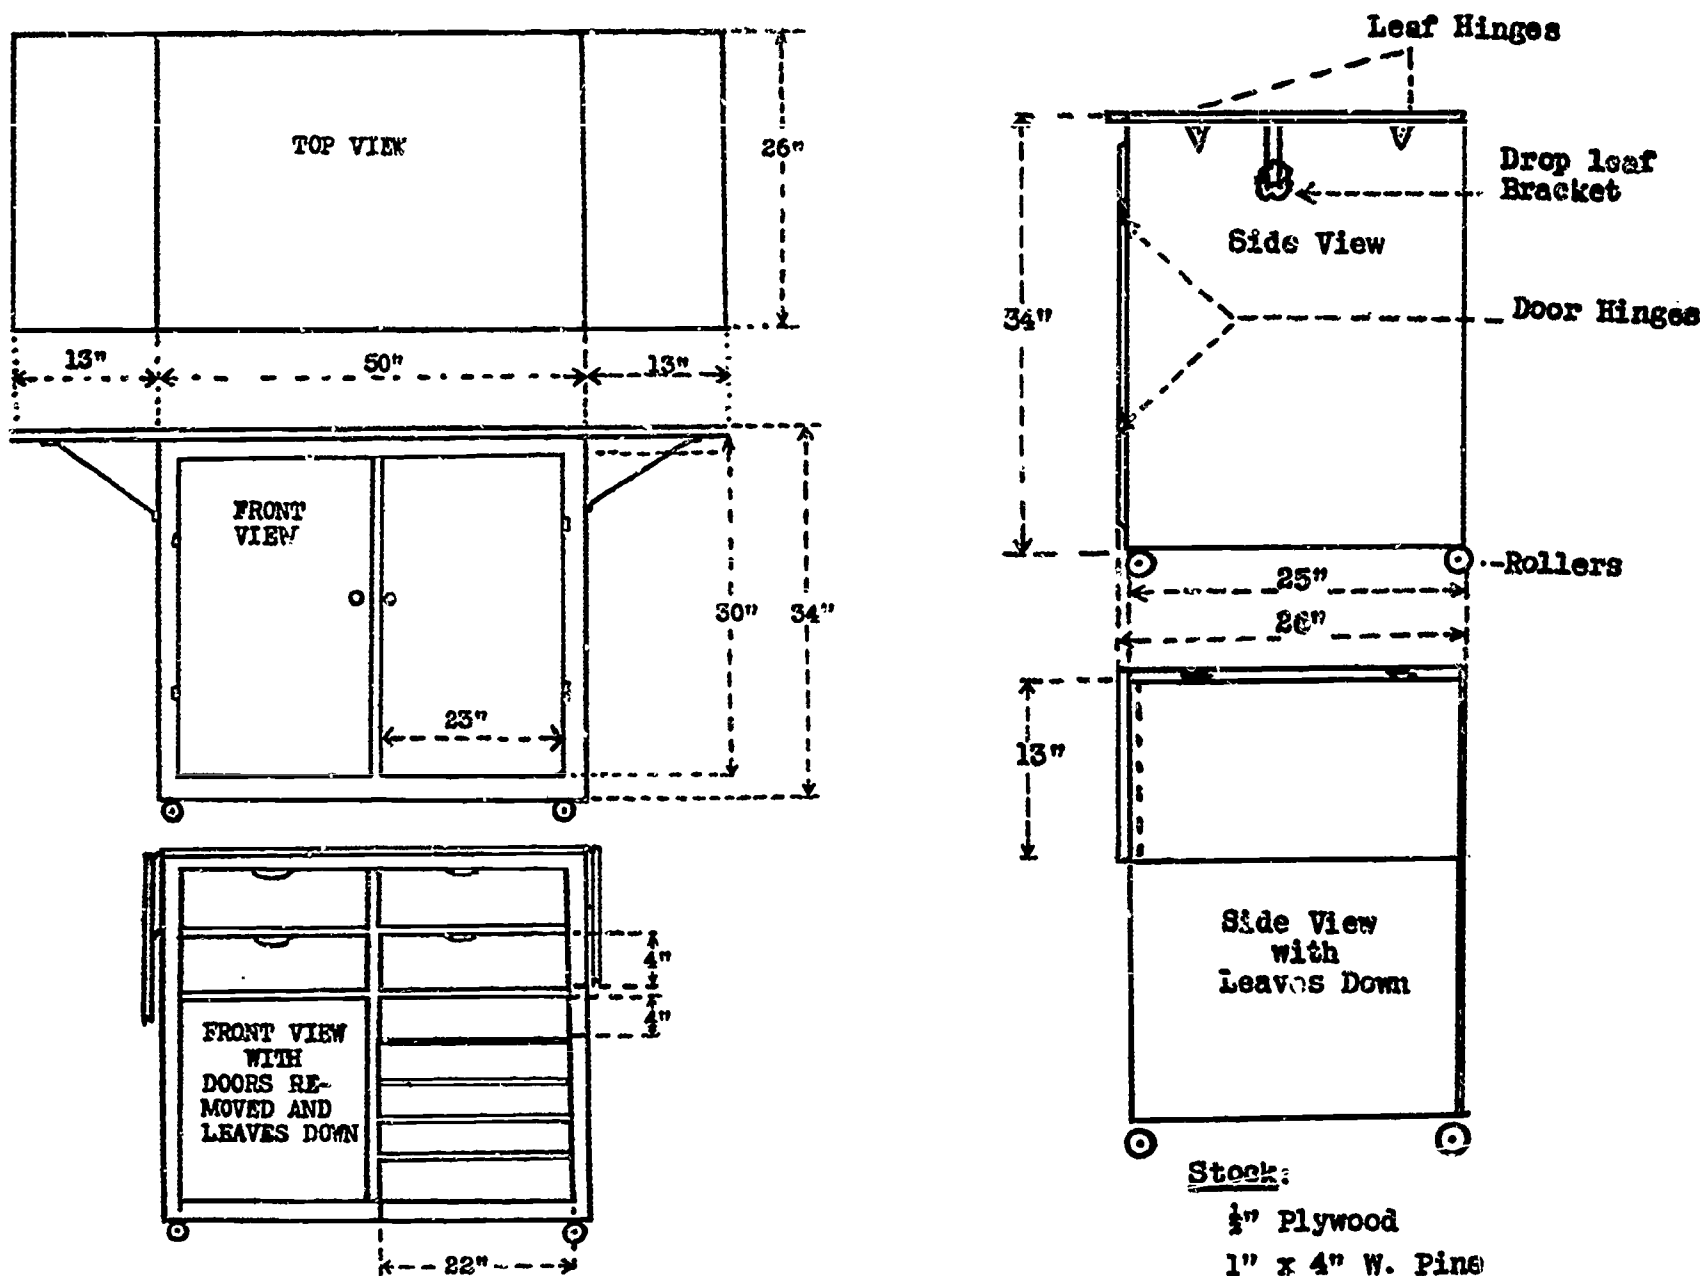 TOP VIEW
26"
13"
50"
13"
FRONT
VIEW
30"
34"
23"
4"
4"
FRONT VIEW
WITH
DOORS RE-
MOVED AND
LEAVES DOWN
22"
Leaf Hinges
Drop leaf
Bracket
Side View
34"
Door Hinges
Rollers
25"
26"
13"
Side View
with
Leaves Down
Stock:
½" Plywood
1" x 4" W. Pine